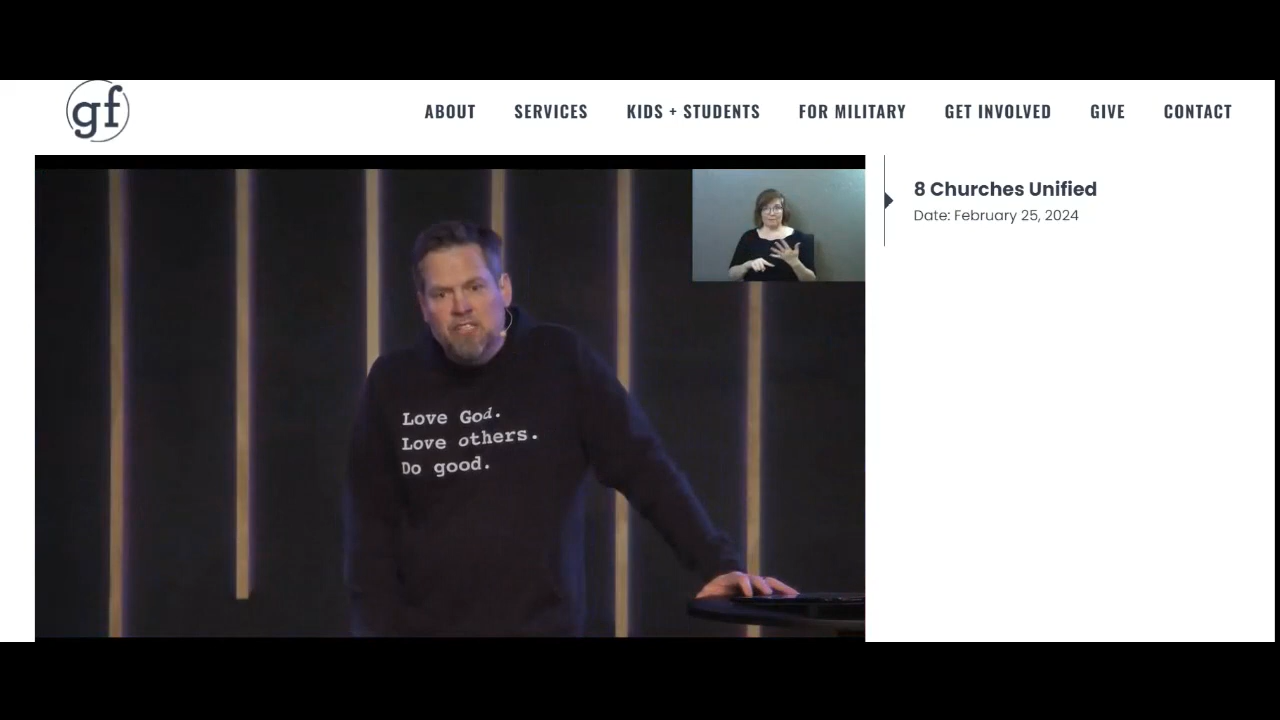 gf
ABOUT SERVICES KIDS + STUDENTS FOR MILITARY GET INVOLVED GIVE CONTACT
8 Churches Unified
Date: February 25, 2024
Love God.
Love others.
Do good.